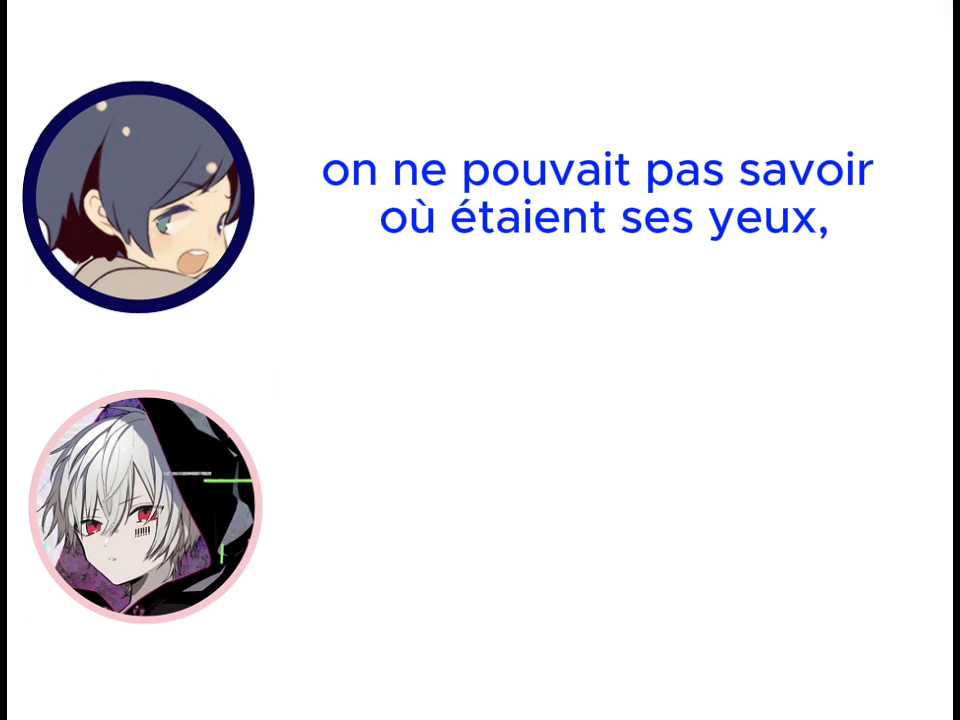 on ne pouvait pas savoir
où étaient ses yeux,